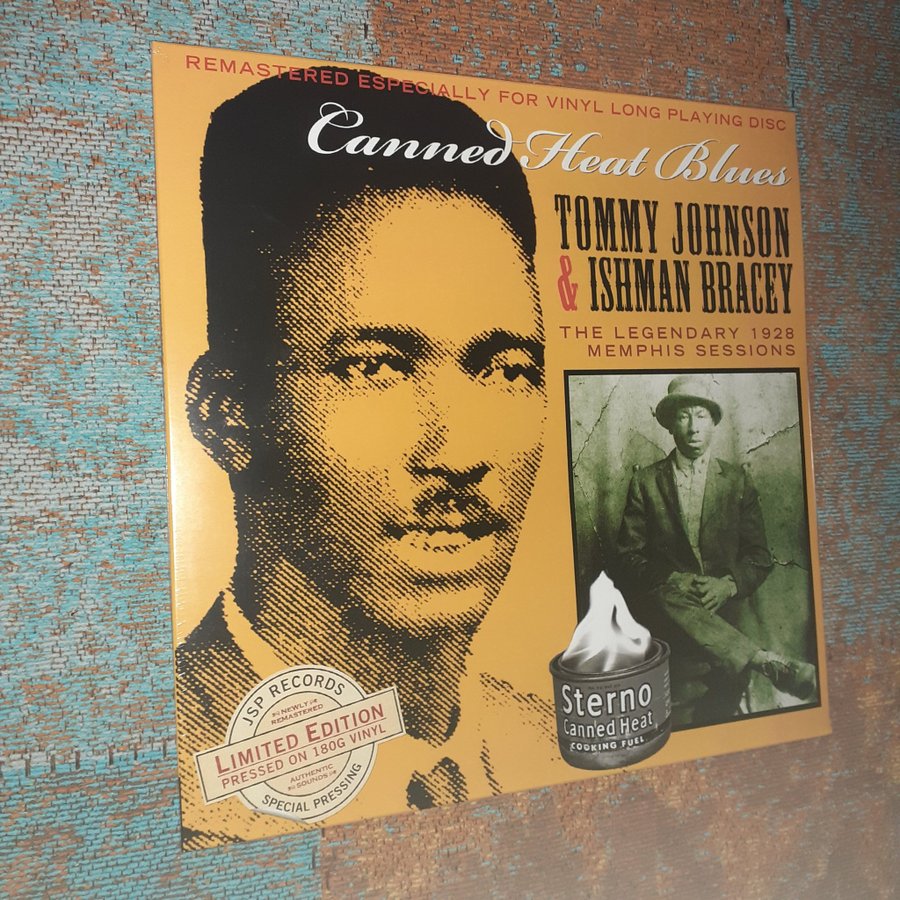 REMASTERED ESPECIALLY FOR VINYL LONG PLAYING DISC
Canned Heat Blues
TOMMY JOHNSON
& ISHMAN BRACEY
THE LEGENDARY 1928
MEMPHIS SESSIONS
Sterno
Canned Heat
COOKING FUEL
JSP RECORDS
NEWLY
REMASTERED
LIMITED EDITION
PRESSED ON 180G VINYL
AUTHENTIC
SOUNDS
SPECIAL PRESSING